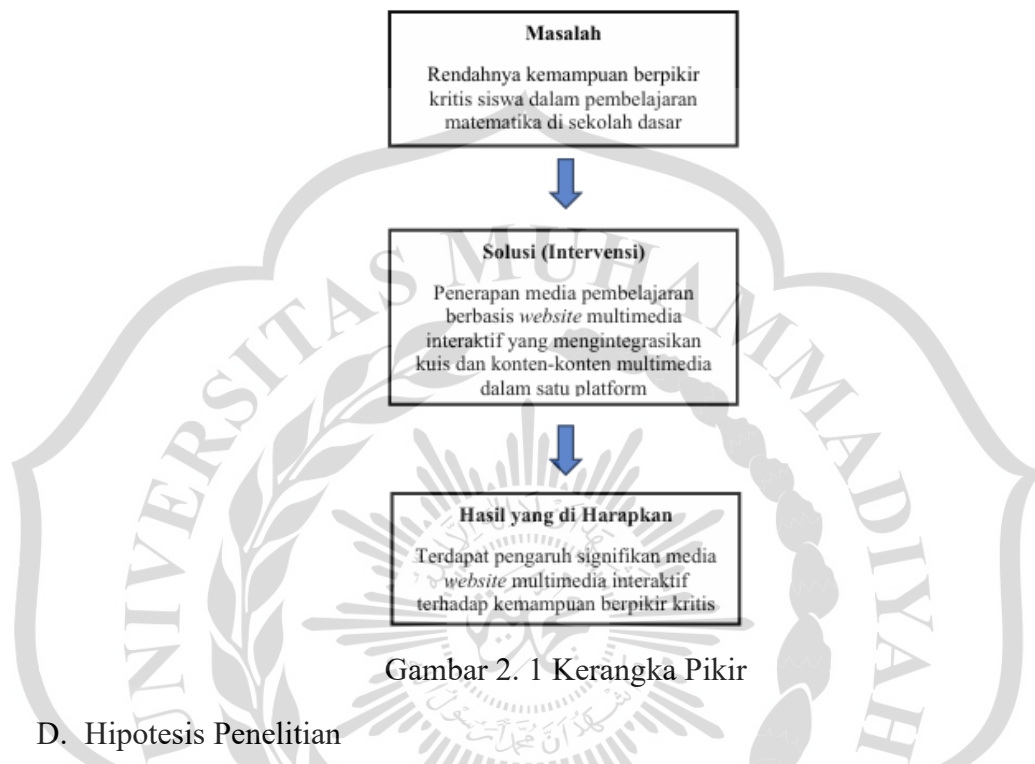 Masalah
Rendahnya kemampuan berpikir
kritis siswa dalam pembelajaran
matematika di sekolah dasar
Solusi (Intervensi)
Penerapan media pembelajaran
berbasis website multimedia
interaktif yang mengintegrasikan
kuis dan konten-konten multimedia
dalam satu platform
Hasil yang di Harapkan
Terdapat pengaruh signifikan media
website multimedia interaktif
terhadap kemampuan berpikir kritis
Gambar 2. 1 Kerangka Pikir
D. Hipotesis Penelitian
UNIVERSITAS MUHAMMADIYAH